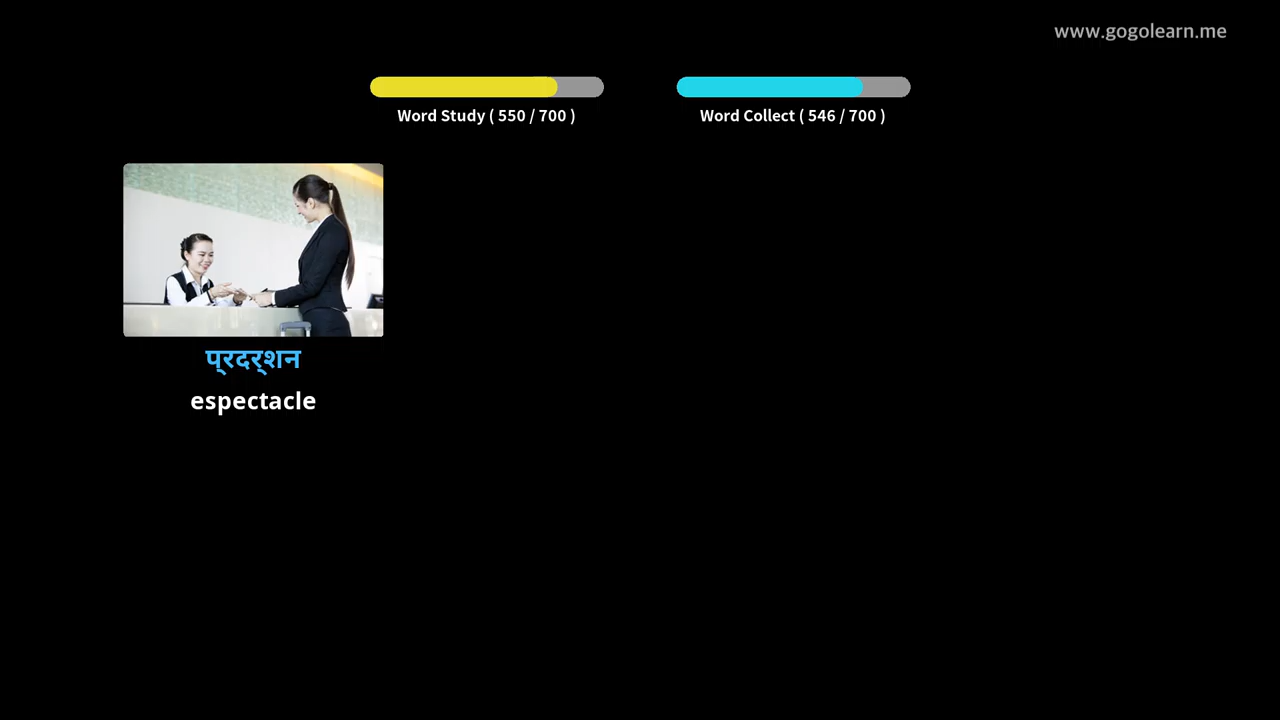 www.gogolearn.me
Word Study ( 550 / 700 )
Word Collect ( 546 / 700 )
प्रदर्शन
espectacle